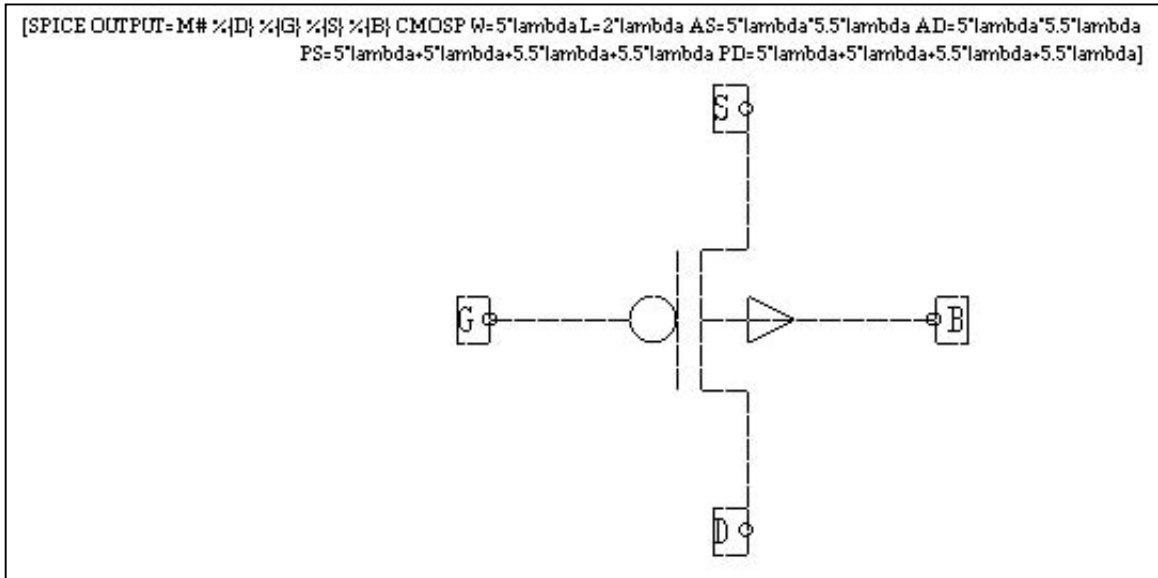 [SPICE OUTPUT=M# %{D} %{G} %{S} %{B} CMOSP W=5*lambda L=2*lambda AS=5*lambda*5.5*lambda AD=5*lambda*5.5*lambda
PS=5*lambda+5*lambda+5.5*lambda+5.5*lambda PD=5*lambda+5*lambda+5.5*lambda+5.5*lambda]
S
G
B
D